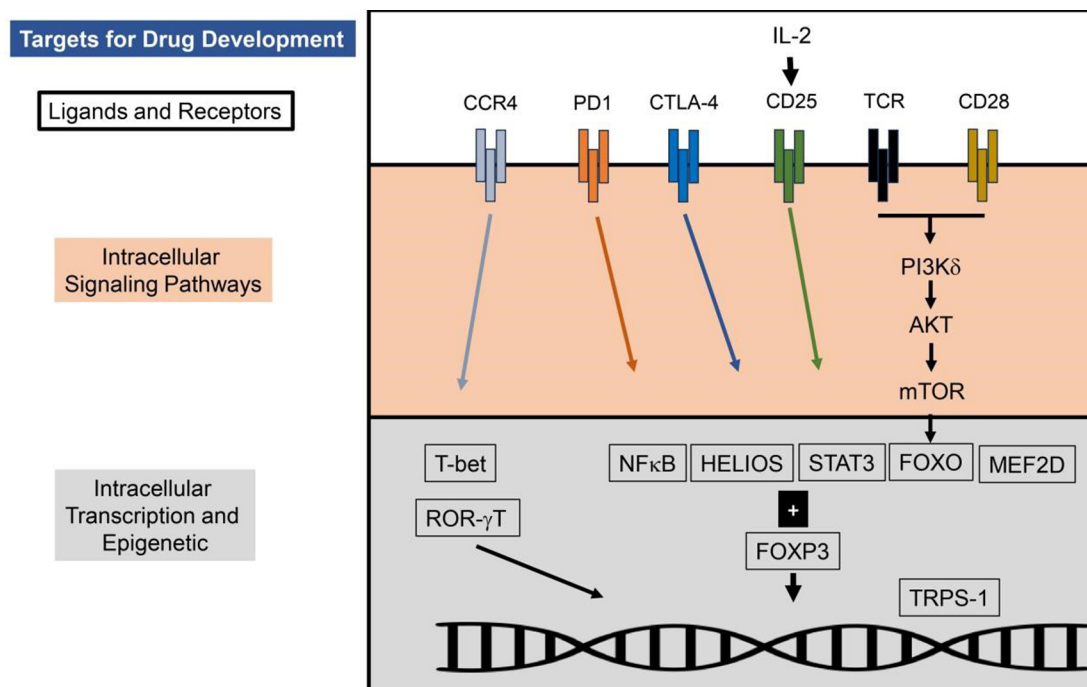 Targets for Drug Development
Ligands and Receptors
IL-2
CCR4 PD1 CTLA-4 CD25 TCR CD28
Intracellular
Signaling Pathways
PI3Kδ
AKT
mTOR
Intracellular
Transcription and
Epigenetic
T-bet NFκB HELIOS STAT3 FOXO MEF2D
ROR-γT
+
FOXP3
TRPS-1